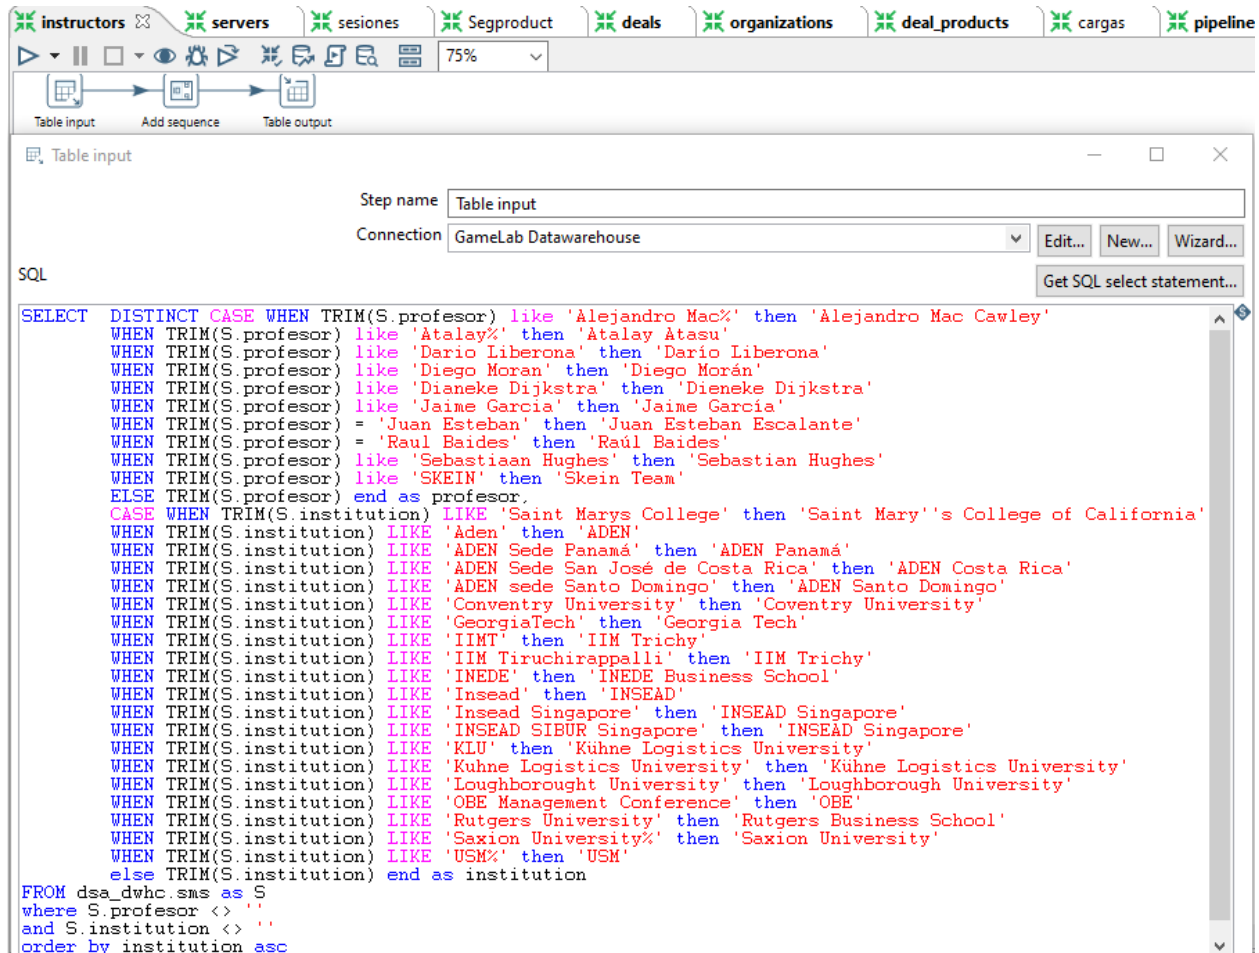 instructors servers sesiones Segproduct deals organizations deal_products cargas pipeline
75%
Table input Add sequence Table output
Table input
Step name Table input
Connection GameLab Datawarehouse Edit... New... Wizard...
SQL
Get SQL select statement...
SELECT DISTINCT CASE WHEN TRIM(S.profesor) like 'Alejandro Mac%' then 'Alejandro Mac Cawley'
WHEN TRIM(S.profesor) like 'Atalay%' then 'Atalay Atasu'
WHEN TRIM(S.profesor) like 'Dario Liberona' then 'Darío Liberona'
WHEN TRIM(S.profesor) like 'Diego Moran' then 'Diego Morán'
WHEN TRIM(S.profesor) like 'Dianeke Dijkstra' then 'Dieneke Dijkstra'
WHEN TRIM(S.profesor) like 'Jaime Garcia' then 'Jaime García'
WHEN TRIM(S.profesor) = 'Juan Esteban' then 'Juan Esteban Escalante'
WHEN TRIM(S.profesor) = 'Raul Baides' then 'Raúl Baides'
WHEN TRIM(S.profesor) like 'Sebastiaan Hughes' then 'Sebastian Hughes'
WHEN TRIM(S.profesor) like 'SKEIN' then 'Skein Team'
ELSE TRIM(S.profesor) end as profesor,
CASE WHEN TRIM(S.institution) LIKE 'Saint Marys College' then 'Saint Mary''s College of California'
WHEN TRIM(S.institution) LIKE 'Aden' then 'ADEN'
WHEN TRIM(S.institution) LIKE 'ADEN Sede Panamá' then 'ADEN Panamá'
WHEN TRIM(S.institution) LIKE 'ADEN Sede San José de Costa Rica' then 'ADEN Costa Rica'
WHEN TRIM(S.institution) LIKE 'ADEN sede Santo Domingo' then 'ADEN Santo Domingo'
WHEN TRIM(S.institution) LIKE 'Conventry University' then 'Coventry University'
WHEN TRIM(S.institution) LIKE 'GeorgiaTech' then 'Georgia Tech'
WHEN TRIM(S.institution) LIKE 'IIMT' then 'IIM Trichy'
WHEN TRIM(S.institution) LIKE 'IIM Tiruchirappalli' then 'IIM Trichy'
WHEN TRIM(S.institution) LIKE 'INEDE' then 'INEDE Business School'
WHEN TRIM(S.institution) LIKE 'Insead' then 'INSEAD'
WHEN TRIM(S.institution) LIKE 'Insead Singapore' then 'INSEAD Singapore'
WHEN TRIM(S.institution) LIKE 'INSEAD SIBUR Singapore' then 'INSEAD Singapore'
WHEN TRIM(S.institution) LIKE 'KLU' then 'Kühne Logistics University'
WHEN TRIM(S.institution) LIKE 'Kuhne Logistics University' then 'Kühne Logistics University'
WHEN TRIM(S.institution) LIKE 'Loughborought University' then 'Loughborough University'
WHEN TRIM(S.institution) LIKE 'OBE Management Conference' then 'OBE'
WHEN TRIM(S.institution) LIKE 'Rutgers University' then 'Rutgers Business School'
WHEN TRIM(S.institution) LIKE 'Saxion University%' then 'Saxion University'
WHEN TRIM(S.institution) LIKE 'USM%' then 'USM'
else TRIM(S.institution) end as institution
FROM dsa_dwhc.sms as S
where S.profesor <> ''
and S.institution <> ''
order by institution asc